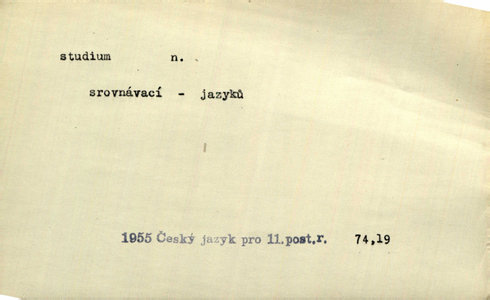 studium n.
srovnávací - jazyků
1955 Český jazyk pro 11.post.r. 74,19